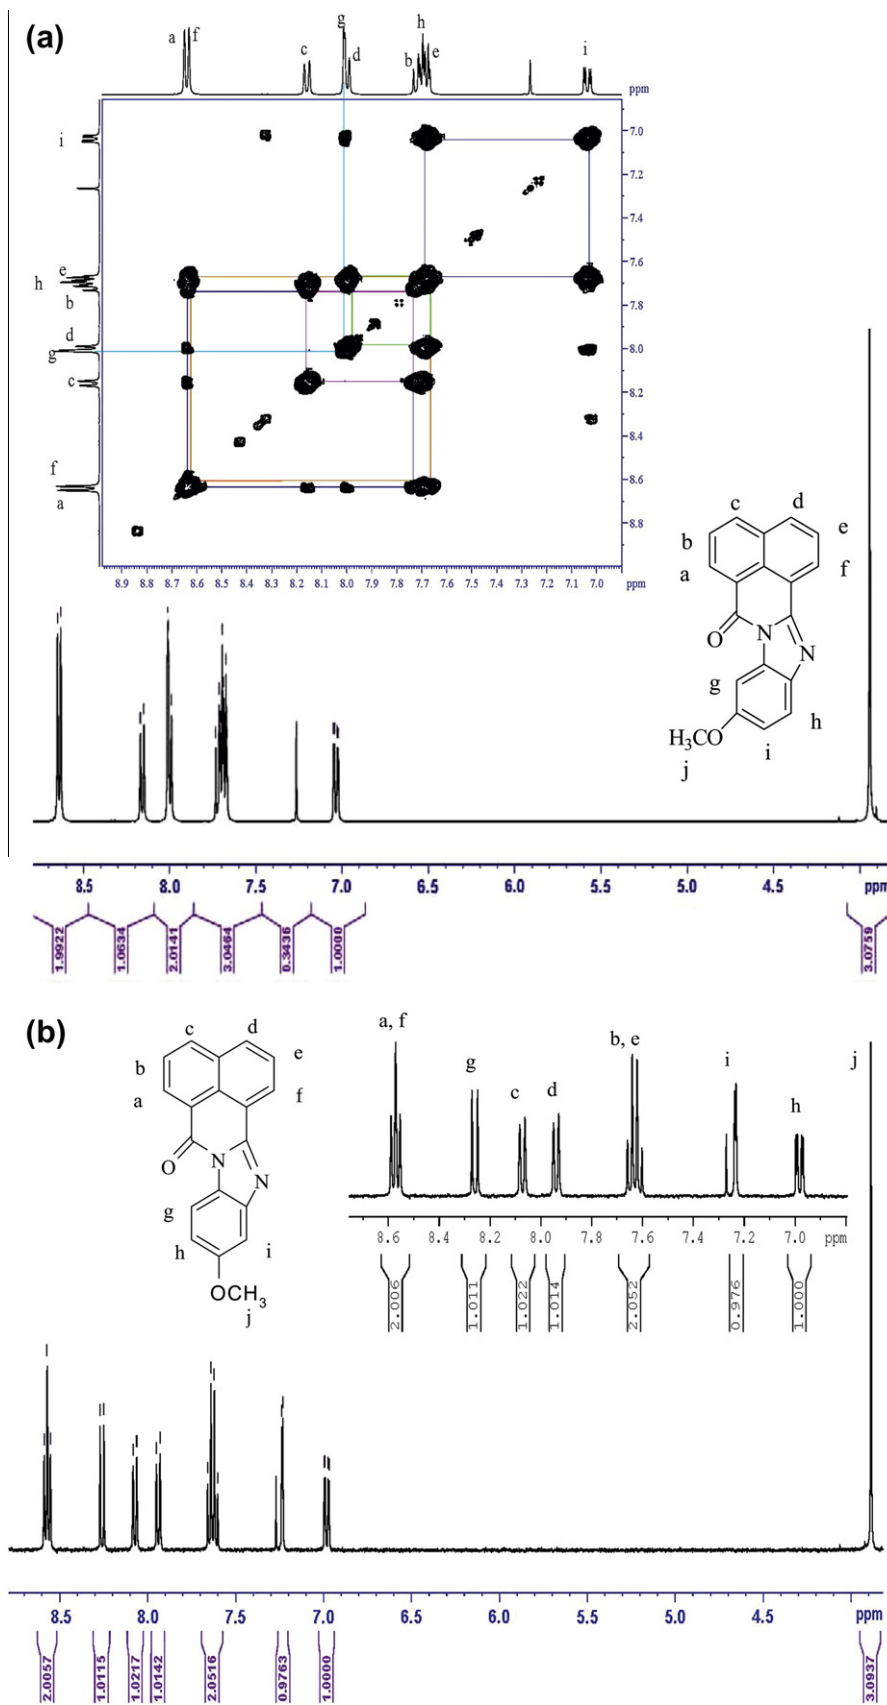 (a)
a f c g d b h e i
ppm
i
e
h
b
d
g
c
f
a
7.0
7.2
7.4
7.6
7.8
8.0
8.2
8.4
8.6
8.8
8.9 8.8 8.7 8.6 8.5 8.4 8.3 8.2 8.1 8.0 7.9 7.8 7.7 7.6 7.5 7.4 7.3 7.2 7.1 7.0 ppm
c d
b e
a f
O N N
g
h
H3CO i
j
8.5 8.0 7.5 7.0 6.5 6.0 5.5 5.0 4.5 ppm
1.9922 1.0634 2.0141 3.0464 0.3436 1.0000 3.0759
(b)
c d
b e
a f
O N N
g
h i
OCH3
j
a, f g c d b, e i h j
8.6 8.4 8.2 8.0 7.8 7.6 7.4 7.2 7.0 ppm
2.006 1.011 1.022 1.014 2.052 0.976 1.000
8.5 8.0 7.5 7.0 6.5 6.0 5.5 5.0 4.5 ppm
2.0057 1.0115 1.0217 1.0142 2.0516 0.9763 1.0000 3.0937